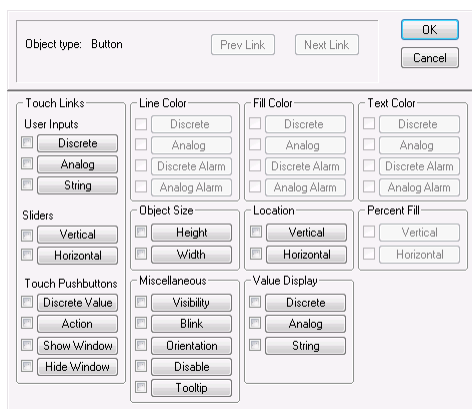 Object type: Button
Prev Link
Next Link
OK
Cancel
Touch Links
User Inputs
Discrete
Analog
String
Sliders
Vertical
Horizontal
Touch Pushbuttons
Discrete Value
Action
Show Window
Hide Window
Line Color
Discrete
Analog
Discrete Alarm
Analog Alarm
Fill Color
Discrete
Analog
Discrete Alarm
Analog Alarm
Text Color
Discrete
Analog
Discrete Alarm
Analog Alarm
Object Size
Height
Width
Location
Vertical
Horizontal
Percent Fill
Vertical
Horizontal
Miscellaneous
Visibility
Blink
Orientation
Disable
Tooltip
Value Display
Discrete
Analog
String